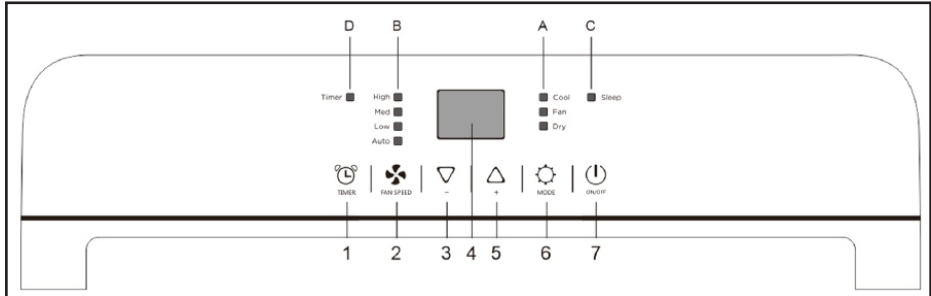 D B A C
Timer High Cool Sleep
Med Fan
Low Dry
Auto
TIMER FAN SPEED − + MODE ON/OFF
1 2 3 4 5 6 7